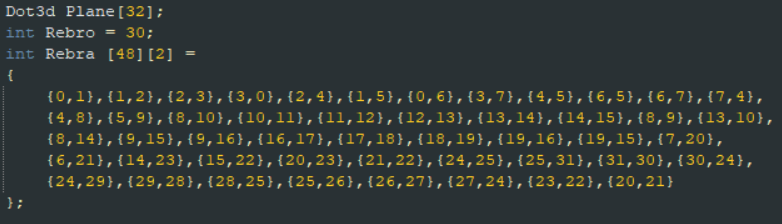 Dot3d Plane[32];
int Rebro = 30;
int Rebra [48][2] =
{
{0,1},{1,2},{2,3},{3,0},{2,4},{1,5},{0,6},{3,7},{4,5},{6,5},{6,7},{7,4},
{4,8},{5,9},{8,10},{10,11},{11,12},{12,13},{13,14},{14,15},{8,9},{13,10},
{8,14},{9,15},{9,16},{16,17},{17,18},{18,19},{19,16},{19,15},{7,20},
{6,21},{14,23},{15,22},{20,23},{21,22},{24,25},{25,31},{31,30},{30,24},
{24,29},{29,28},{28,25},{25,26},{26,27},{27,24},{23,22},{20,21}
};